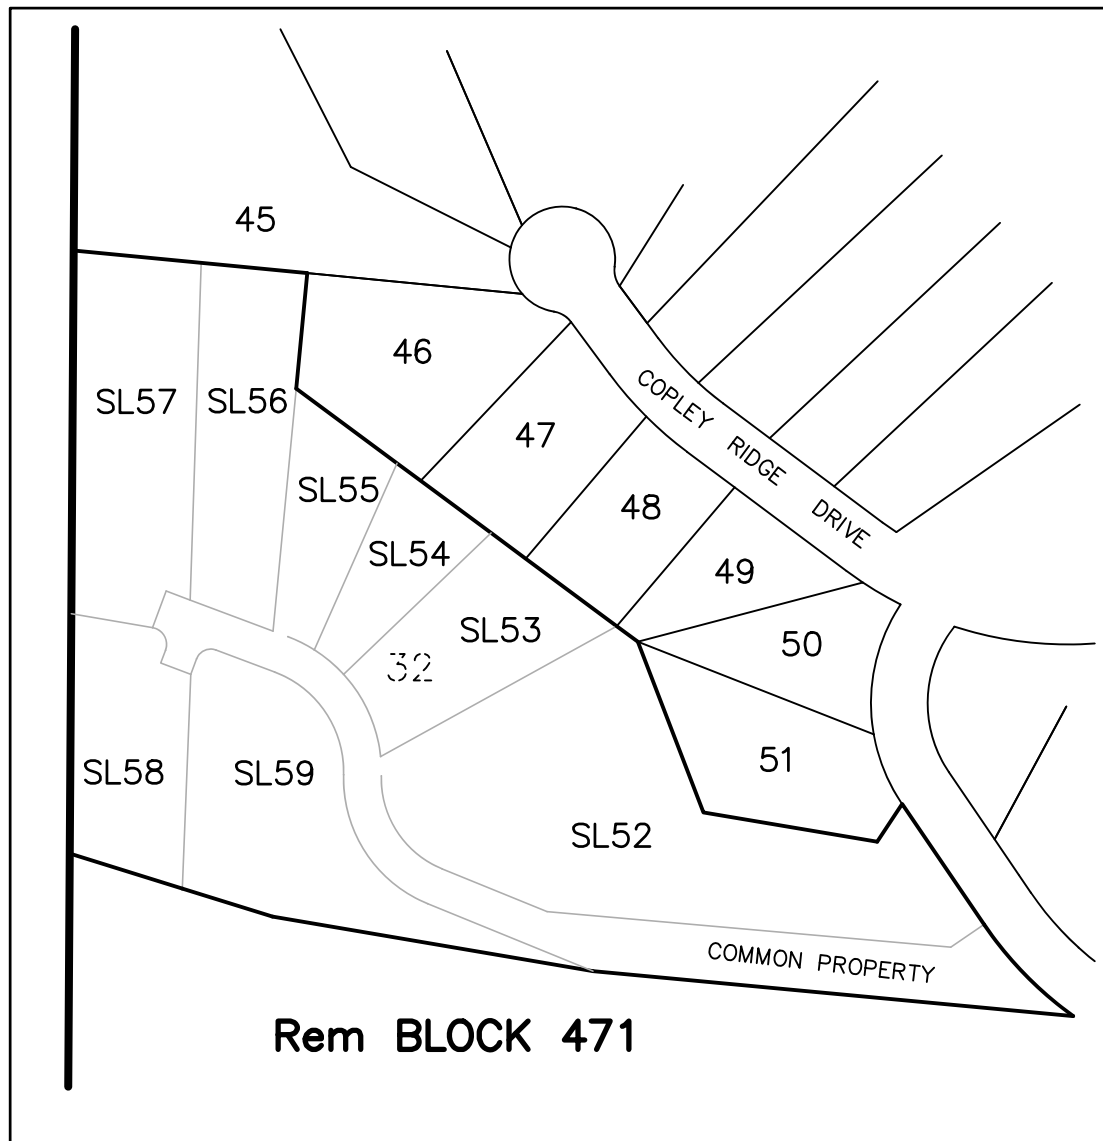 45
46
SL57
SL56
COPLEY RIDGE DRIVE
47
SL55
48
SL54
49
SL53
50
32
51
SL58
SL59
SL52
COMMON PROPERTY
Rem BLOCK 471